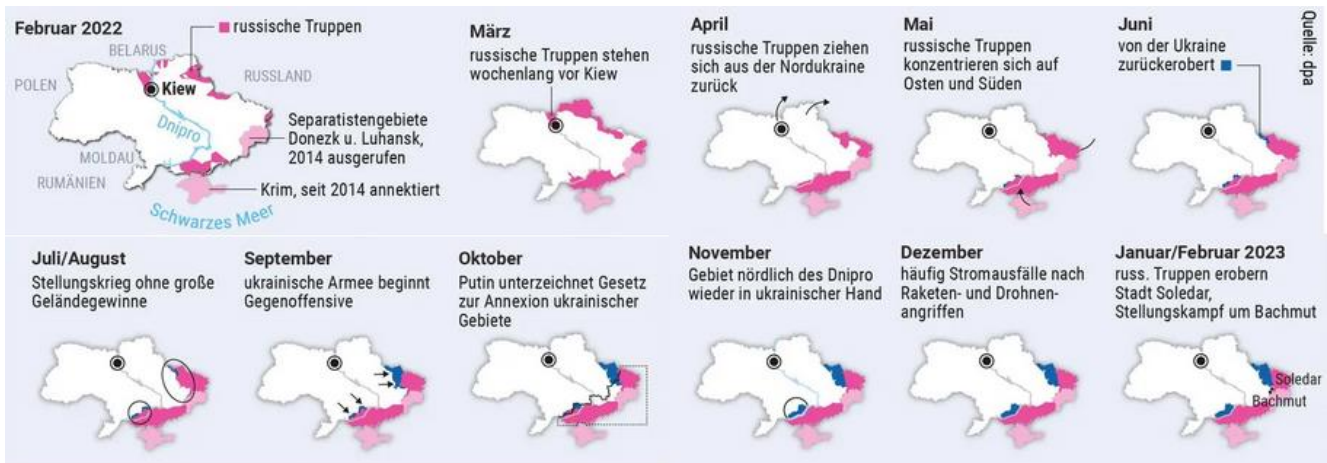 Februar 2022
russische Truppen
BELARUS
POLEN
RUSSLAND
Kiew
Dnipro
Separatistengebiete
Donezk u. Luhansk,
2014 ausgerufen
MOLDAU
RUMÄNIEN
Krim, seit 2014 annektiert
Schwarzes Meer
März
russische Truppen stehen
wochenlang vor Kiew
April
russische Truppen ziehen
sich aus der Nordukraine
zurück
Mai
russische Truppen
konzentrieren sich auf
Osten und Süden
Juni
von der Ukraine
zurückerobert
Quelle: dpa
Juli/August
Stellungskrieg ohne große
Geländegewinne
September
ukrainische Armee beginnt
Gegenoffensive
Oktober
Putin unterzeichnet Gesetz
zur Annexion ukrainischer
Gebiete
November
Gebiet nördlich des Dnipro
wieder in ukrainischer Hand
Dezember
häufig Stromausfälle nach
Raketen- und Drohnen-
angriffen
Januar/Februar 2023
russ. Truppen erobern
Stadt Soledar,
Stellungskampf um Bachmut
Soledar
Bachmut